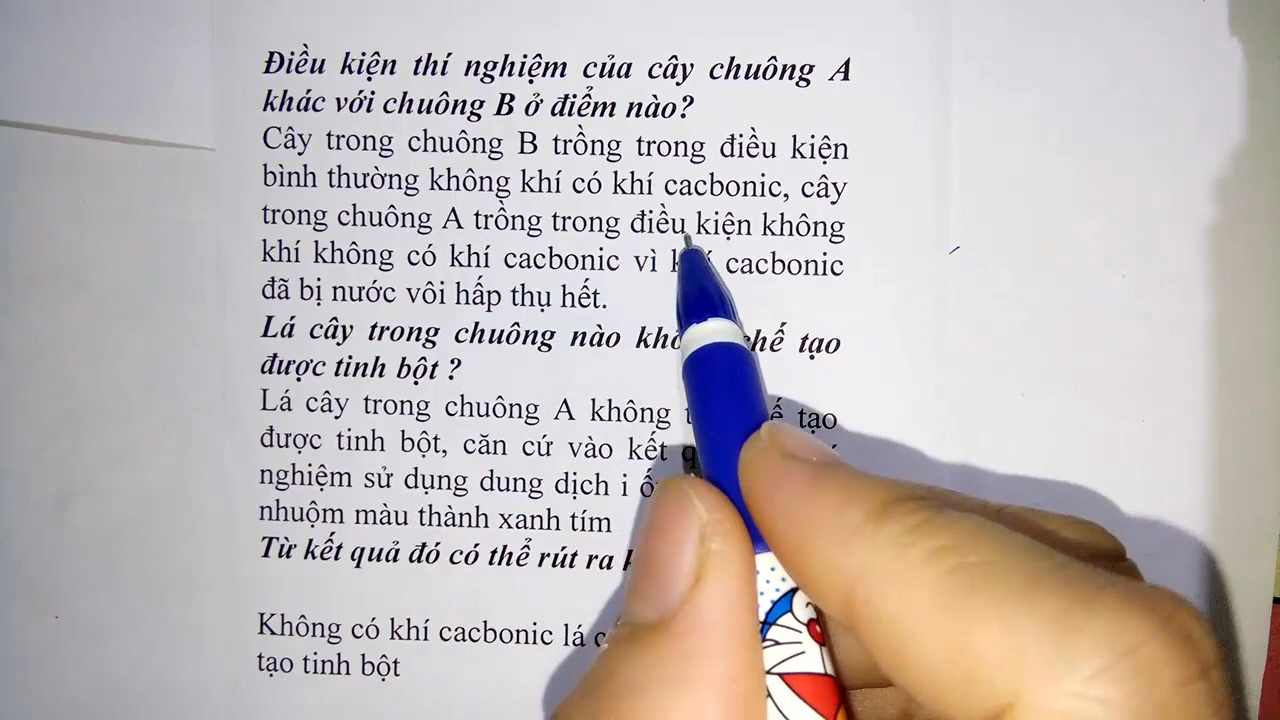 Điều kiện thí nghiệm của cây chuông A
khác với chuông B ở điểm nào?
Cây trong chuông B trồng trong điều kiện
bình thường không khí có khí cacbonic, cây
trong chuông A trồng trong điều kiện không
khí không có khí cacbonic vì cacbonic
đã bị nước vôi hấp thụ hết.
Lá cây trong chuông nào chế tạo
được tinh bột ?
Lá cây trong chuông A không tạo
được tinh bột, căn cứ vào kết
nghiệm sử dụng dung dịch i
nhuộm màu thành xanh tím
Từ kết quả đó có thể rút ra
Không có khí cacbonic lá
tạo tinh bột